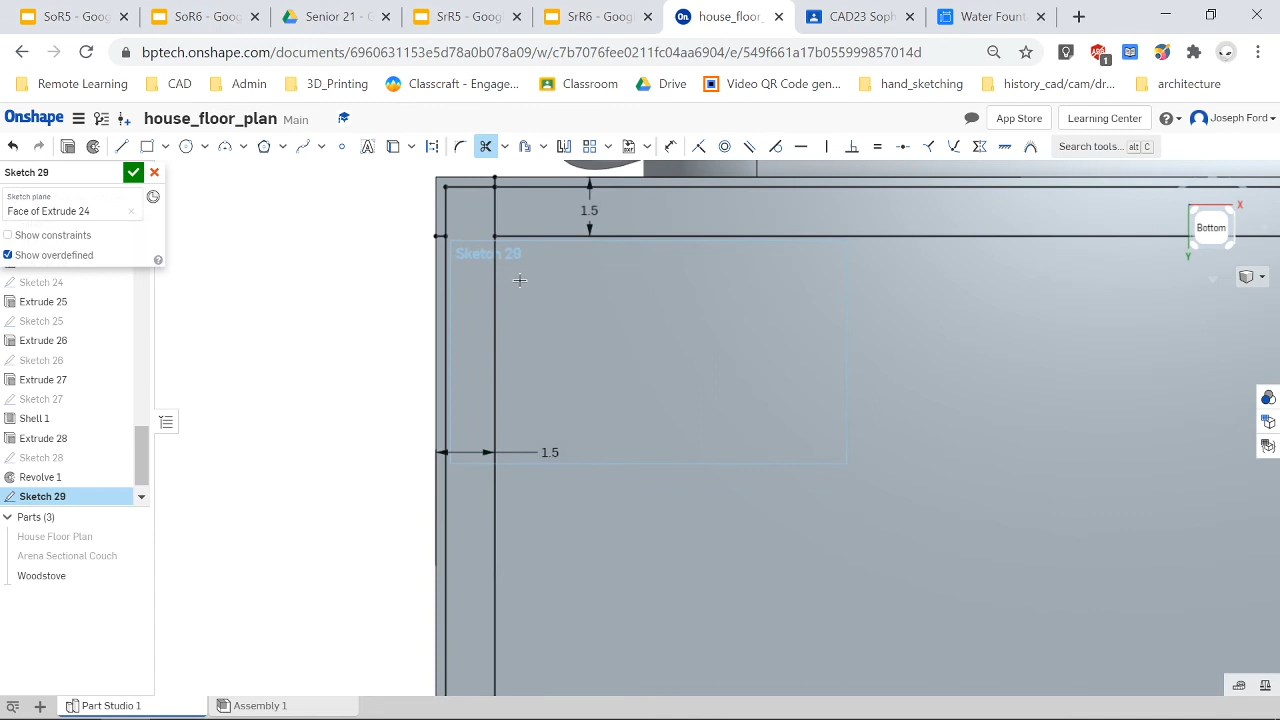 SoR5 - Goog
SoR6 - Goog
Senior 21 - G
SrR5 - Goog
SrR6 - Goog
house_floor_
CAD21 Soph
Water Fount
bptech.onshape.com/documents/6960631153e5d78a0b078a09/w/c7b7076fee0211fc04aa6904/e/549f661a17b055999857014d
Remote Learning
CAD
Admin
3D_Printing
Classcraft - Engage...
Classroom
Drive
Video QR Code gen...
hand_sketching
history_cad/cam/dr...
architecture
Onshape
house_floor_plan Main
App Store
Learning Center
Joseph Ford
Search tools... alt C
Sketch 29
Sketch plane
Face of Extrude 24
Show constraints
Show overdefined
Sketch 24
Extrude 25
Sketch 25
Extrude 26
Sketch 26
Extrude 27
Sketch 27
Shell 1
Extrude 28
Sketch 28
Revolve 1
Sketch 29
Parts (3)
House Floor Plan
Arena Sectional Couch
Woodstove
1.5
Sketch 29
1.5
X
Bottom
Y
Part Studio 1
Assembly 1